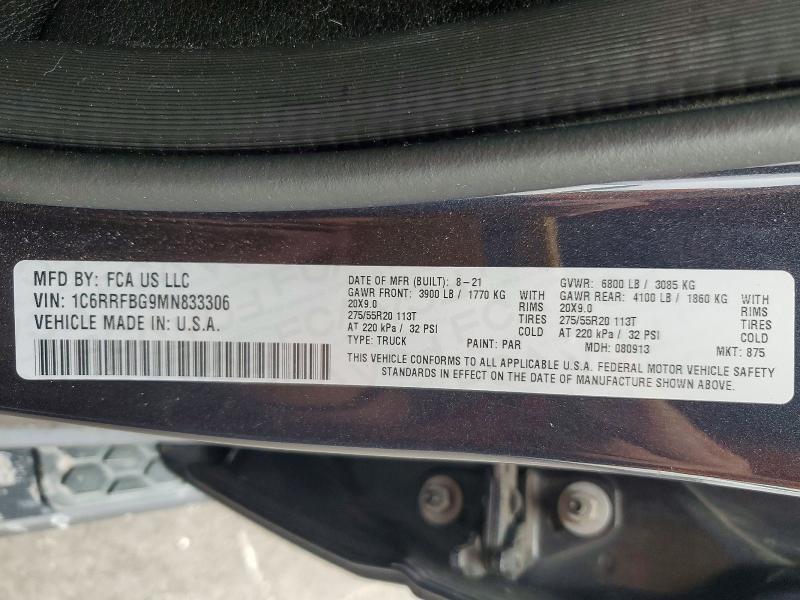 MFD BY: FCA US LLC
VIN: 1C6RRFBG9MN833306
VEHICLE MADE IN: U.S.A.
DATE OF MFR (BUILT): 8-21 GVWR: 6800 LB / 3085 KG
GAWR FRONT: 3900 LB / 1770 KG WITH GAWR REAR: 4100 LB / 1860 KG WITH
20X9.0 RIMS 20X9.0 RIMS
275/55R20 113T TIRES 275/55R20 113T TIRES
AT 220 kPa / 32 PSI COLD AT 220 kPa / 32 PSI COLD
TYPE: TRUCK PAINT: PAR MDH: 080913 MKT: 875
THIS VEHICLE CONFORMS TO ALL APPLICABLE U.S.A. FEDERAL MOTOR VEHICLE SAFETY
STANDARDS IN EFFECT ON THE DATE OF MANUFACTURE SHOWN ABOVE.